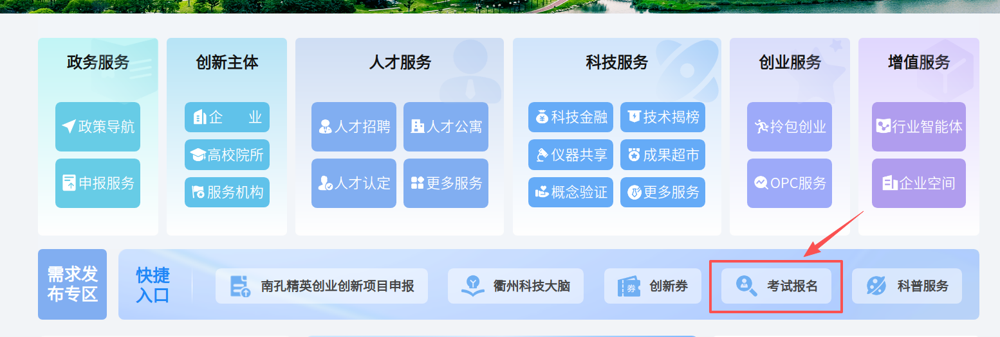 政务服务
创新主体
人才服务
科技服务
创业服务
增值服务
政策导航
申报服务
企 业
高校院所
服务机构
人才招聘
人才公寓
人才认定
更多服务
科技金融
技术揭榜
仪器共享
成果超市
概念验证
更多服务
拎包创业
OPC服务
行业智能体
企业空间
需求发
布专区
快捷
入口
南孔精英创业创新项目申报
衢州科技大脑
券
创新券
考试报名
科普服务